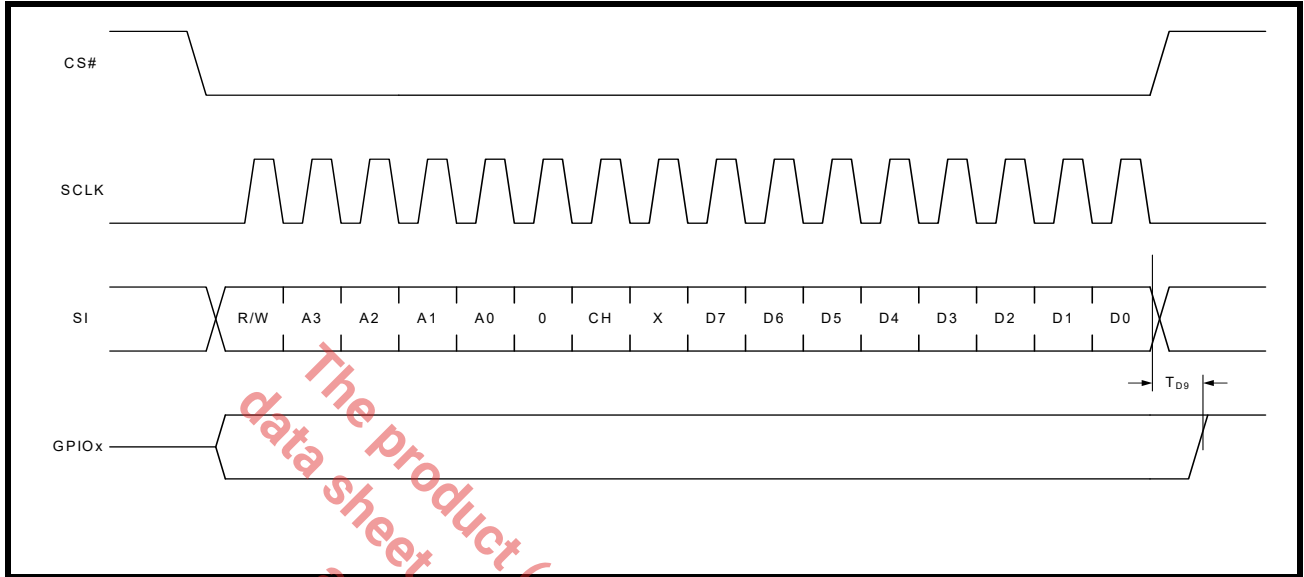 CS#
SCLK
SI R/W A3 A2 A1 A0 0 CH X D7 D6 D5 D4 D3 D2 D1 D0
TD9
GPIOx
The product (
data sheet